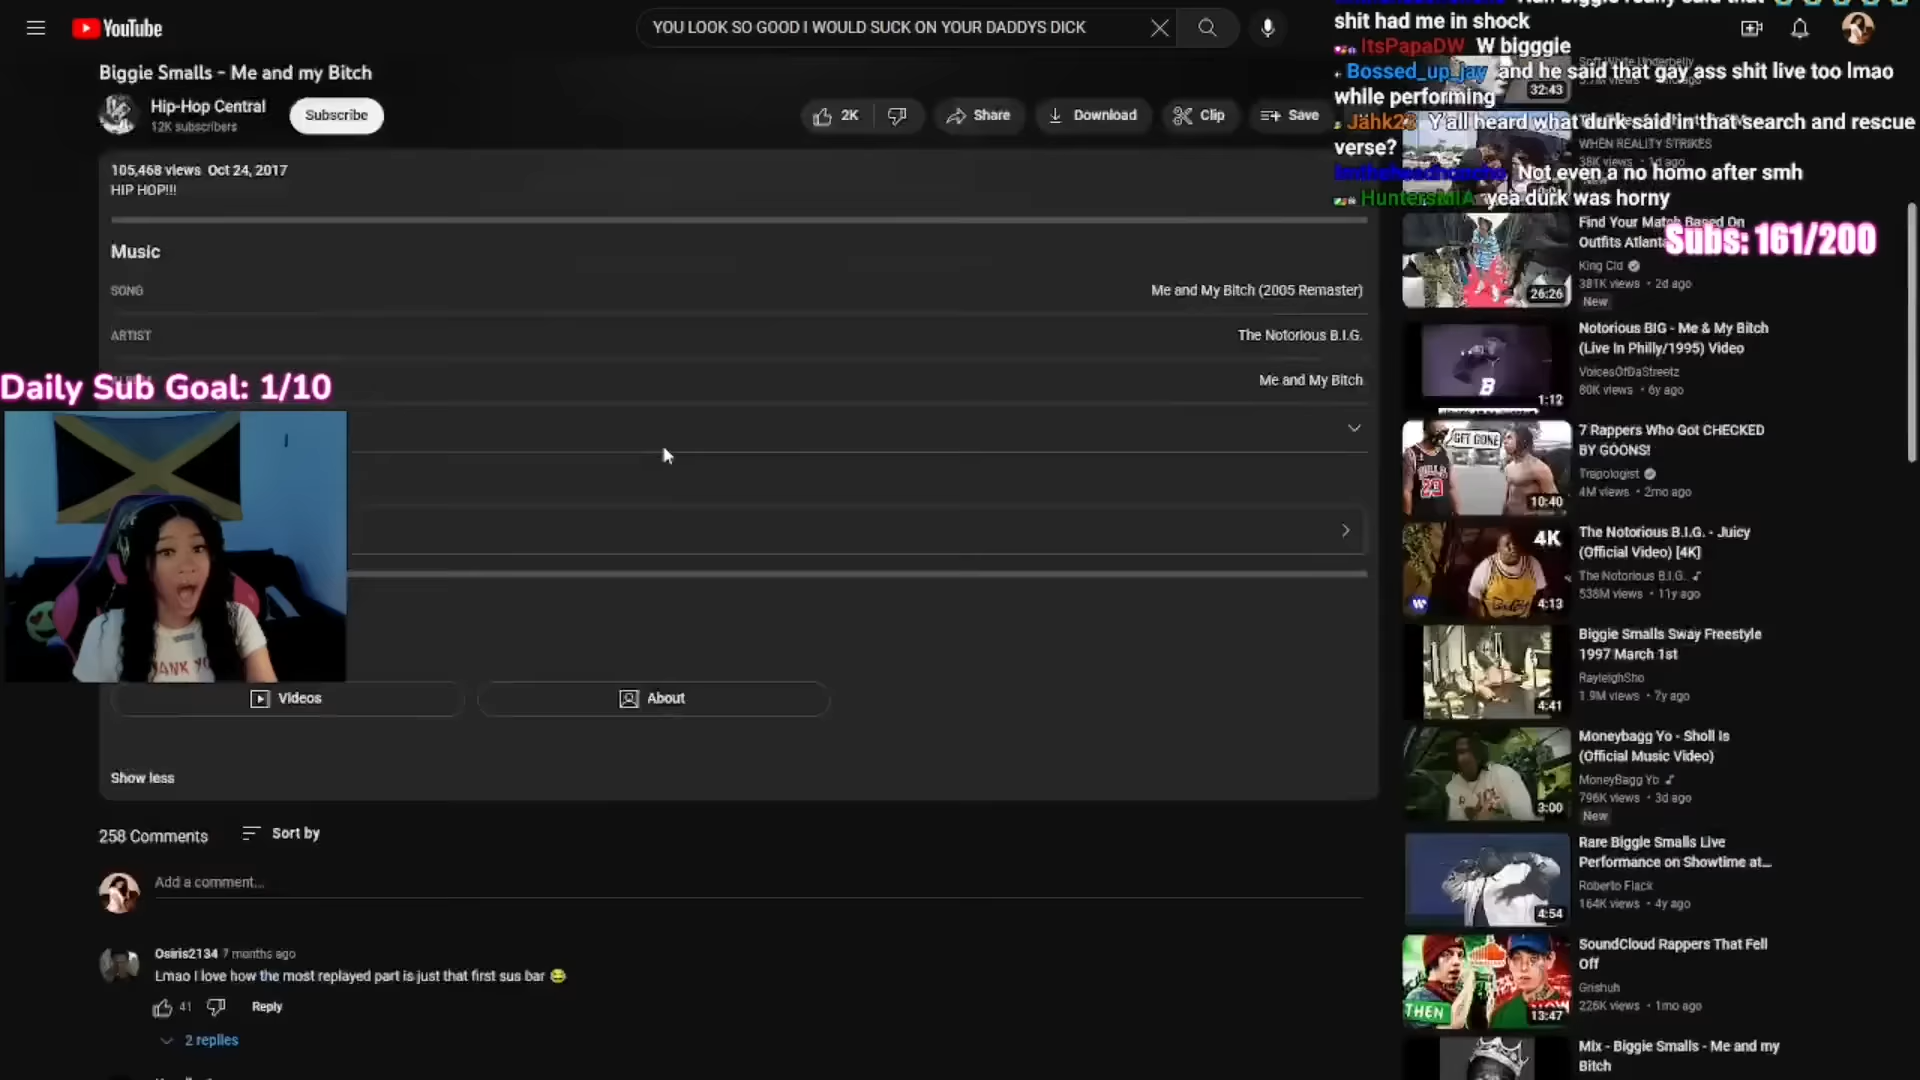 YouTube
YOU LOOK SO GOOD I WOULD SUCK ON YOUR DADDYS DICK
Biggie Smalls - Me and my Bitch
Hip-Hop Central
12K subscribers
Subscribe
2K
Share
Download
Clip
Save
105,468 views Oct 24, 2017
HIP HOP!!!
Music
SONG
Me and My Bitch (2005 Remaster)
ARTIST
The Notorious B.I.G.
Me and My Bitch
Daily Sub Goal: 1/10
Videos
About
Show less
258 Comments
Sort by
Add a comment...
Osiris2134 7 months ago
Lmao I love how the most replayed part is just that first sus bar 😂
41
Reply
2 replies
shit had me in shock
ItsPapaDW W bigggie
Bossed_up_jay and he said that gay ass shit live too lmao
while performing
Jähk23 Y'all heard what durk said in that search and rescue
verse?
Not even a no homo after smh
HuntersMIA yea durk was horny
Subs: 161/200
32:43
WHEN REALITY STRIKES
38K views • 1d ago
Find Your Match Based On
Outfits
King Cid
381K views • 2d ago
New
26:26
Notorious BIG - Me & My Bitch
(Live In Philly/1995) Video
VoicesOfDaStreetz
80K views • 6y ago
B
1:12
7 Rappers Who Got CHECKED
BY GOONS!
Trapologist
4M views • 2mo ago
GET GONE
BULLS
23
10:40
The Notorious B.I.G. - Juicy
(Official Video) [4K]
The Notorious B.I.G.
538M views • 11y ago
4K
4:13
Biggie Smalls Sway Freestyle
1997 March 1st
RayleighSho
1.9M views • 7y ago
4:41
Moneybagg Yo - Sholl Is
(Official Music Video)
MoneyBagg Yo
796K views • 3d ago
New
3:00
Rare Biggie Smalls Live
Performance on Showtime at...
Roberto Flack
164K views • 4y ago
4:54
SoundCloud Rappers That Fell
Off
Grishuh
226K views • 1mo ago
THEN
NOW
13:47
Mix - Biggie Smalls - Me and my
Bitch